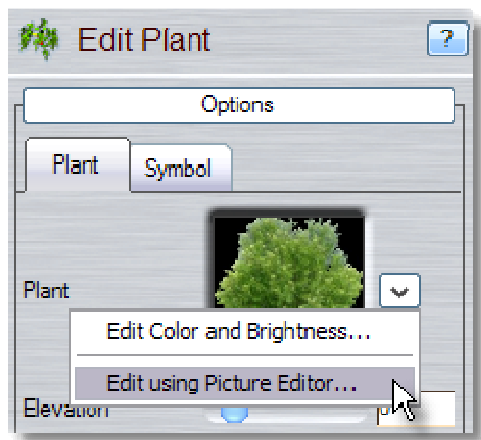 Edit Plant
?
Options
Plant
Symbol
Plant
Edit Color and Brightness...
Edit using Picture Editor...
Elevation